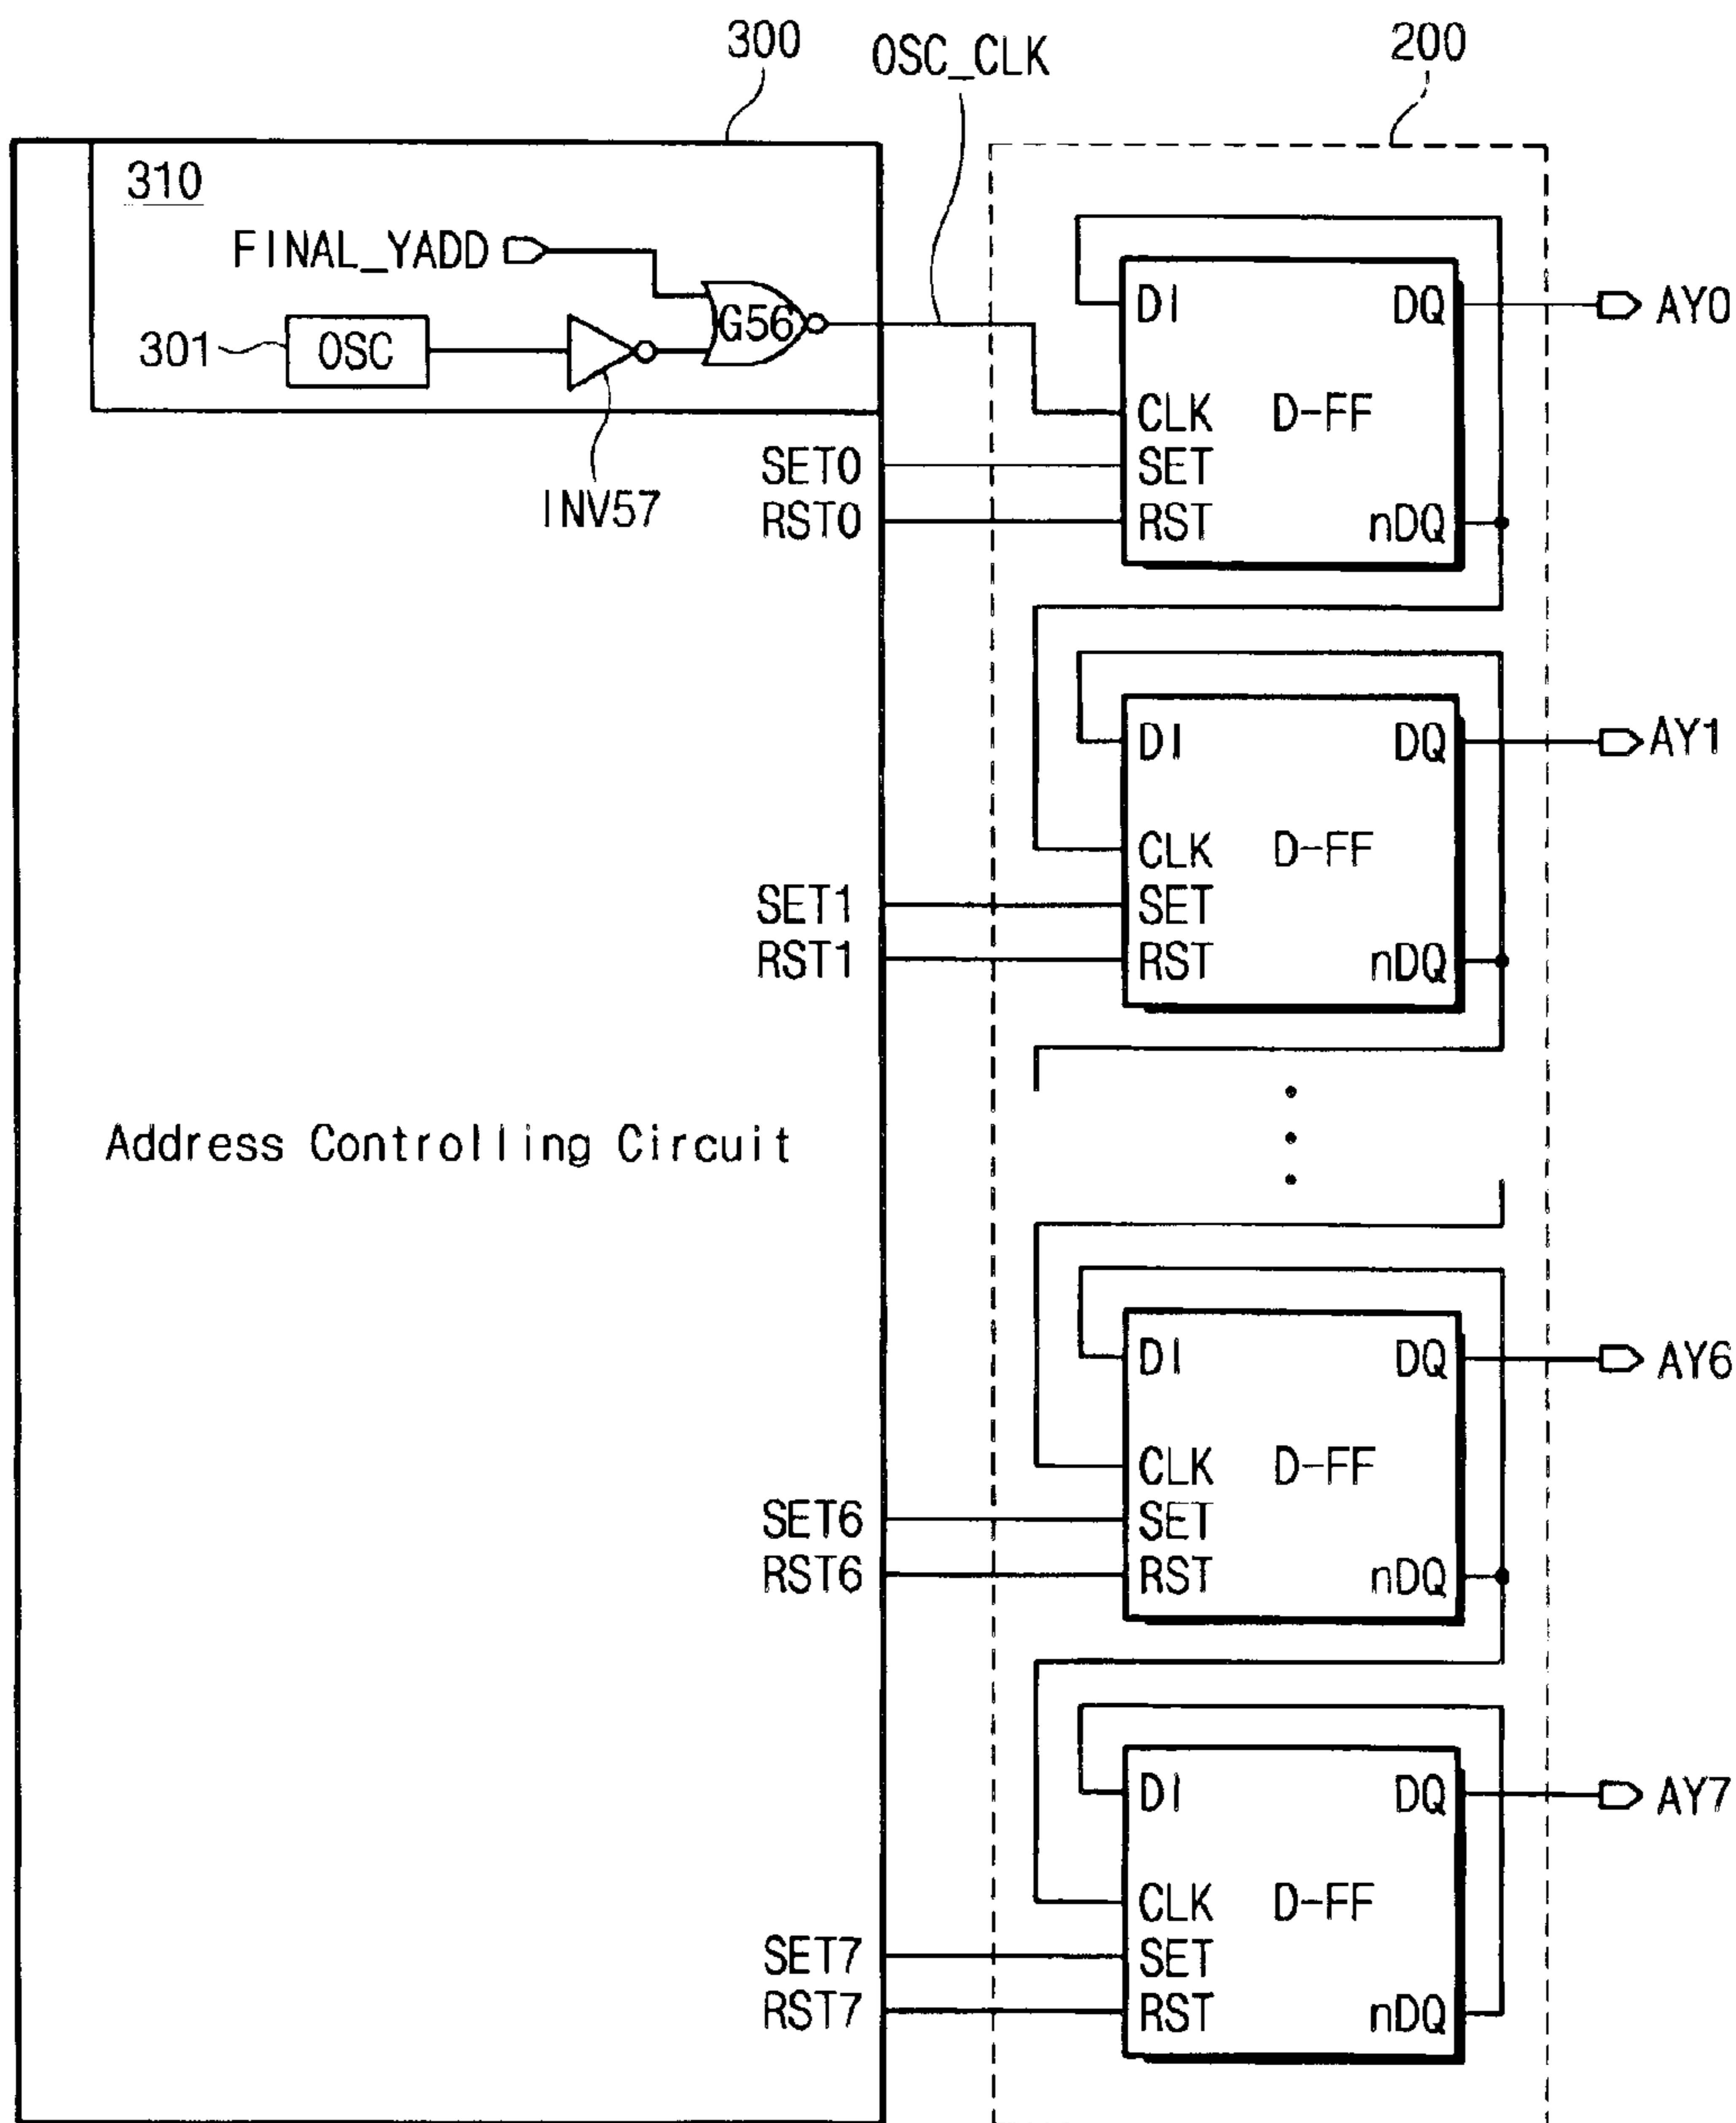 300
OSC_CLK
200
310
FINAL_YADD
G56
301
OSC
INV57
SET0
RST0
DI
DQ
AY0
CLK
D-FF
SET
RST
nDQ
DI
DQ
AY1
CLK
D-FF
SET1
SET
RST1
RST
nDQ
Address Controlling Circuit
DI
DQ
AY6
CLK
D-FF
SET6
SET
RST6
RST
nDQ
DI
DQ
AY7
CLK
D-FF
SET7
SET
RST7
RST
nDQ